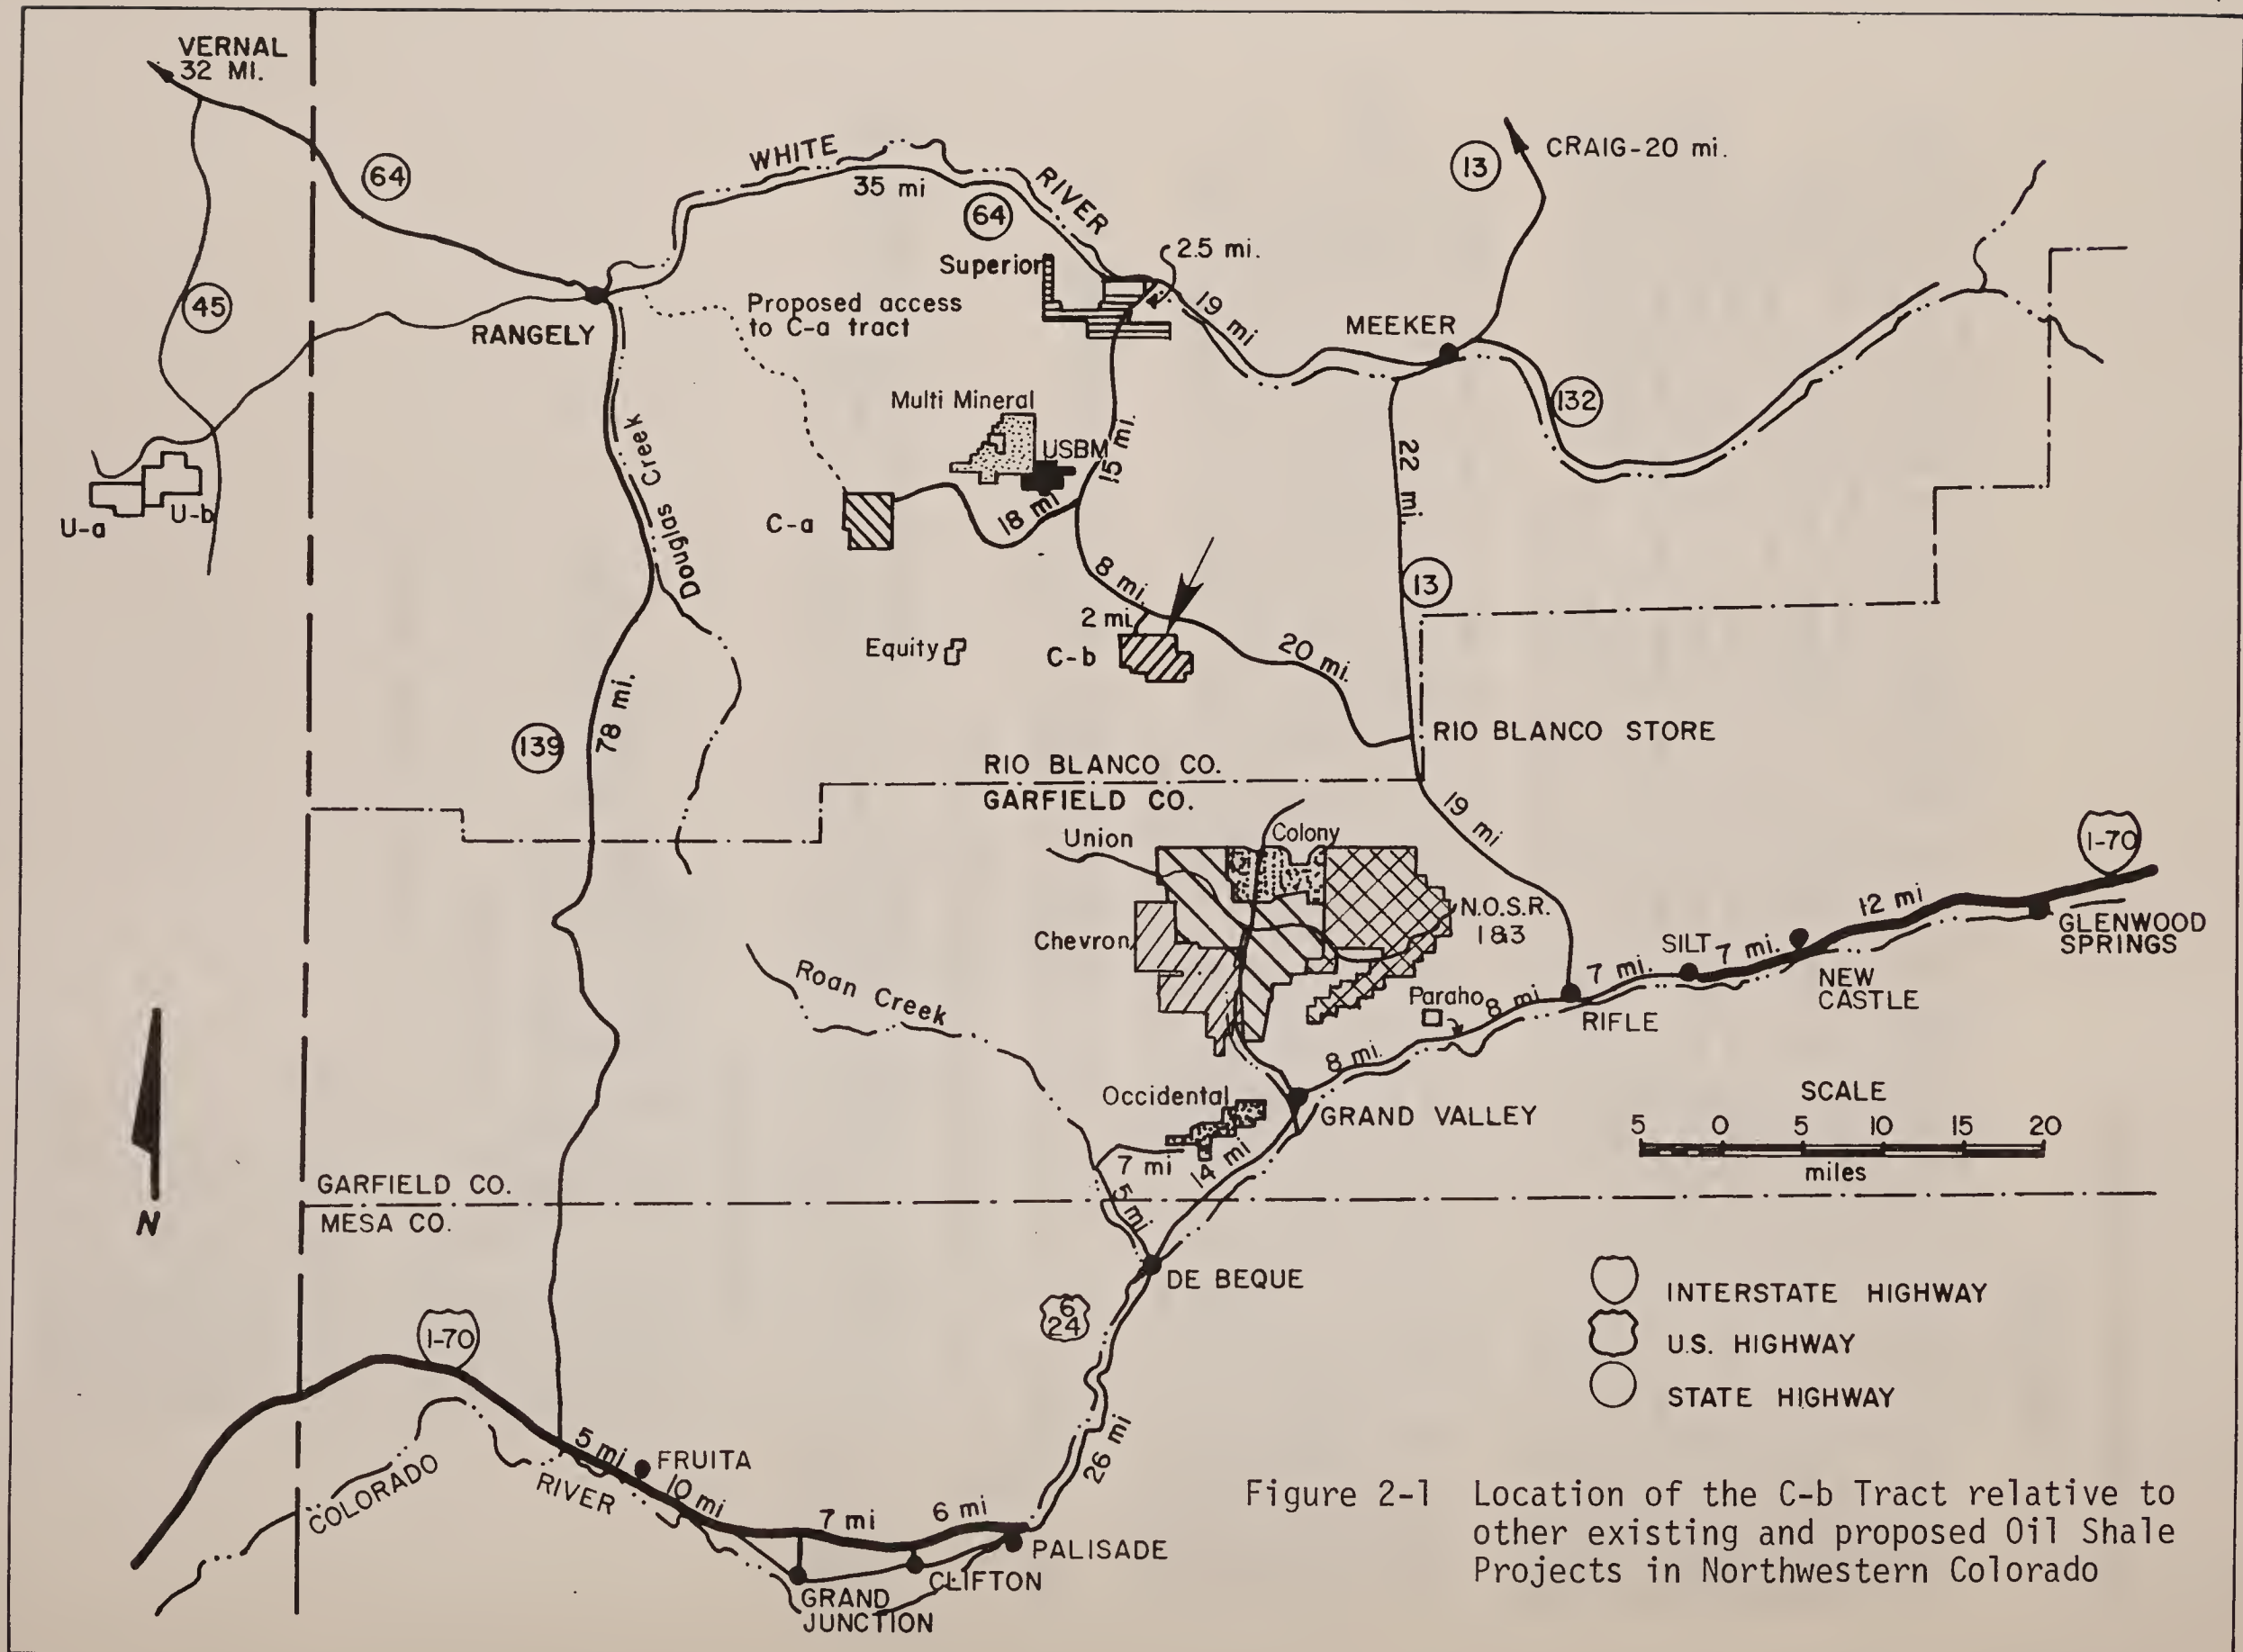 VERNAL
32 MI.
64
45
RANGELY
WHITE
RIVER
35 mi
64
Superior
2.5 mi.
19 mi
13
CRAIG-20 mi.
MEEKER
132
Proposed access
to C-a tract
Multi Mineral
USBM
15 mi.
22 mi.
13
U-a
U-b
Douglas Creek
C-a
18 mi
8 mi.
2 mi.
Equity
C-b
20 mi.
RIO BLANCO STORE
139
78 mi.
RIO BLANCO CO.
GARFIELD CO.
19 mi
Union
Colony
Chevron
N.O.S.R.
1&3
I-70
12 mi
GLENWOOD
SPRINGS
SILT
7 mi.
NEW
CASTLE
7 mi.
RIFLE
Paraho
8 mi
8 mi.
Roan Creek
Occidental
GRAND VALLEY
7 mi
14 mi
5 mi
SCALE
5 0 5 10 15 20
miles
N
GARFIELD CO.
MESA CO.
DE BEQUE
6
24
INTERSTATE HIGHWAY
U.S. HIGHWAY
STATE HIGHWAY
I-70
5 mi
FRUITA
10 mi
COLORADO
RIVER
7 mi
6 mi
26 mi
PALISADE
CLIFTON
GRAND
JUNCTION
Figure 2-1 Location of the C-b Tract relative to
other existing and proposed Oil Shale
Projects in Northwestern Colorado